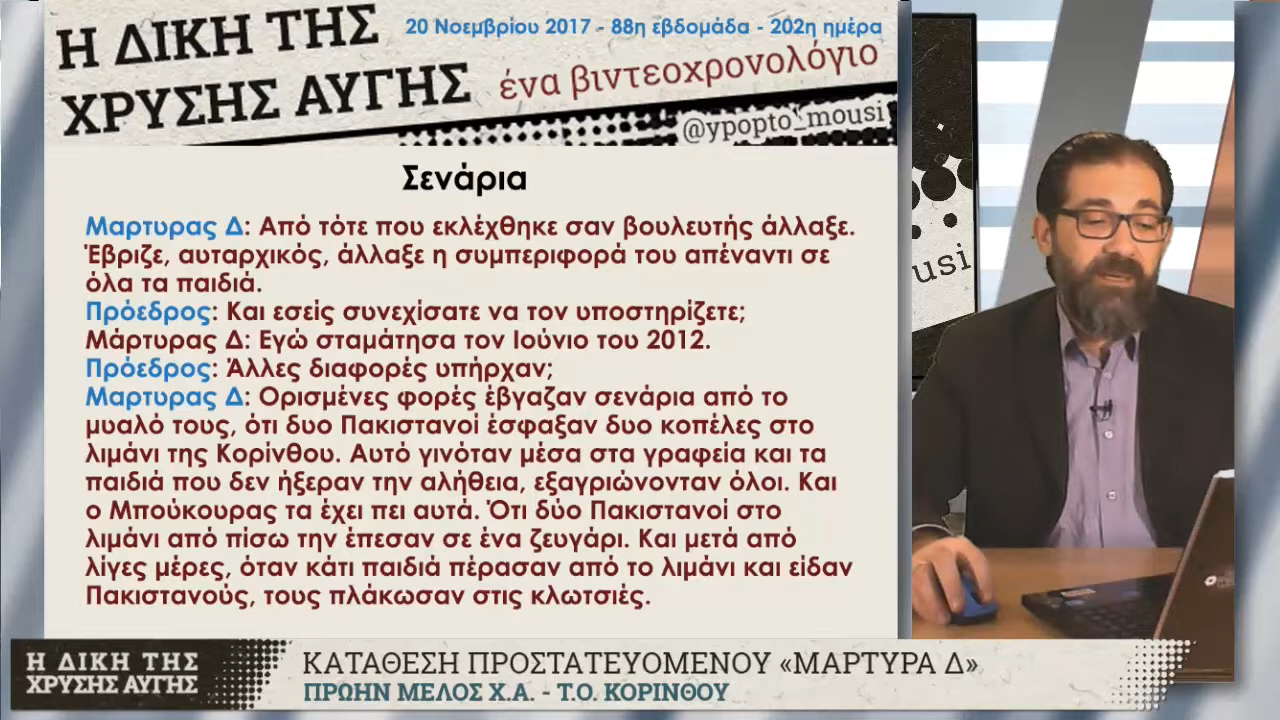 Η ΔΙΚΗ ΤΗΣ
ΧΡΥΣΗΣ ΑΥΓΗΣ
20 Νοεμβρίου 2017 - 88η εβδομάδα - 202η ημέρα
ένα βιντεοχρονολόγιο
@ypopto_mousi
Σενάρια
Μαρτυρας Δ: Από τότε που εκλέχθηκε σαν βουλευτής άλλαξε.
Έβριζε, αυταρχικός, άλλαξε η συμπεριφορά του απέναντι σε
όλα τα παιδιά.
Πρόεδρος: Και εσείς συνεχίσατε να τον υποστηρίζετε;
Μάρτυρας Δ: Εγώ σταμάτησα τον Ιούνιο του 2012.
Πρόεδρος: Άλλες διαφορές υπήρχαν;
Μαρτυρας Δ: Ορισμένες φορές έβγαζαν σενάρια από το
μυαλό τους, ότι δυο Πακιστανοί έσφαξαν δυο κοπέλες στο
λιμάνι της Κορίνθου. Αυτό γινόταν μέσα στα γραφεία και τα
παιδιά που δεν ήξεραν την αλήθεια, εξαγριώνονταν όλοι. Και
ο Μπούκουρας τα έχει πει αυτά. Ότι δύο Πακιστανοί στο
λιμάνι από πίσω την έπεσαν σε ένα ζευγάρι. Και μετά από
λίγες μέρες, όταν κάτι παιδιά πέρασαν από το λιμάνι και είδαν
Πακιστανούς, τους πλάκωσαν στις κλωτσιές.
usi
Η ΔΙΚΗ ΤΗΣ
ΧΡΥΣΗΣ ΑΥΓΗΣ
ΚΑΤΑΘΕΣΗ ΠΡΟΣΤΑΤΕΥΟΜΕΝΟΥ «ΜΑΡΤΥΡΑ Δ»
ΠΡΩΗΝ ΜΕΛΟΣ Χ.Α. - Τ.Ο. ΚΟΡΙΝΘΟΥ